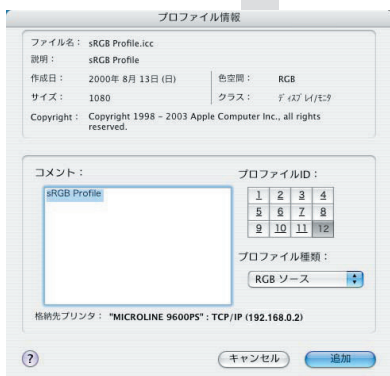 プロファイル情報
ファイル名： sRGB Profile.icc
説明： sRGB Profile
作成日： 2000年 8月 13日 (日) 色空間： RGB
サイズ： 1080 クラス： ディスプレイ/モニタ
Copyright： Copyright 1998 – 2003 Apple Computer Inc., all rights
reserved.
コメント：
sRGB Profile
プロファイルID：
1 2 3 4
5 6 7 8
9 10 11 12
プロファイル種類：
RGB ソース
格納先プリンタ： "MICROLINE 9600PS" : TCP/IP (192.168.0.2)
? キャンセル 追加